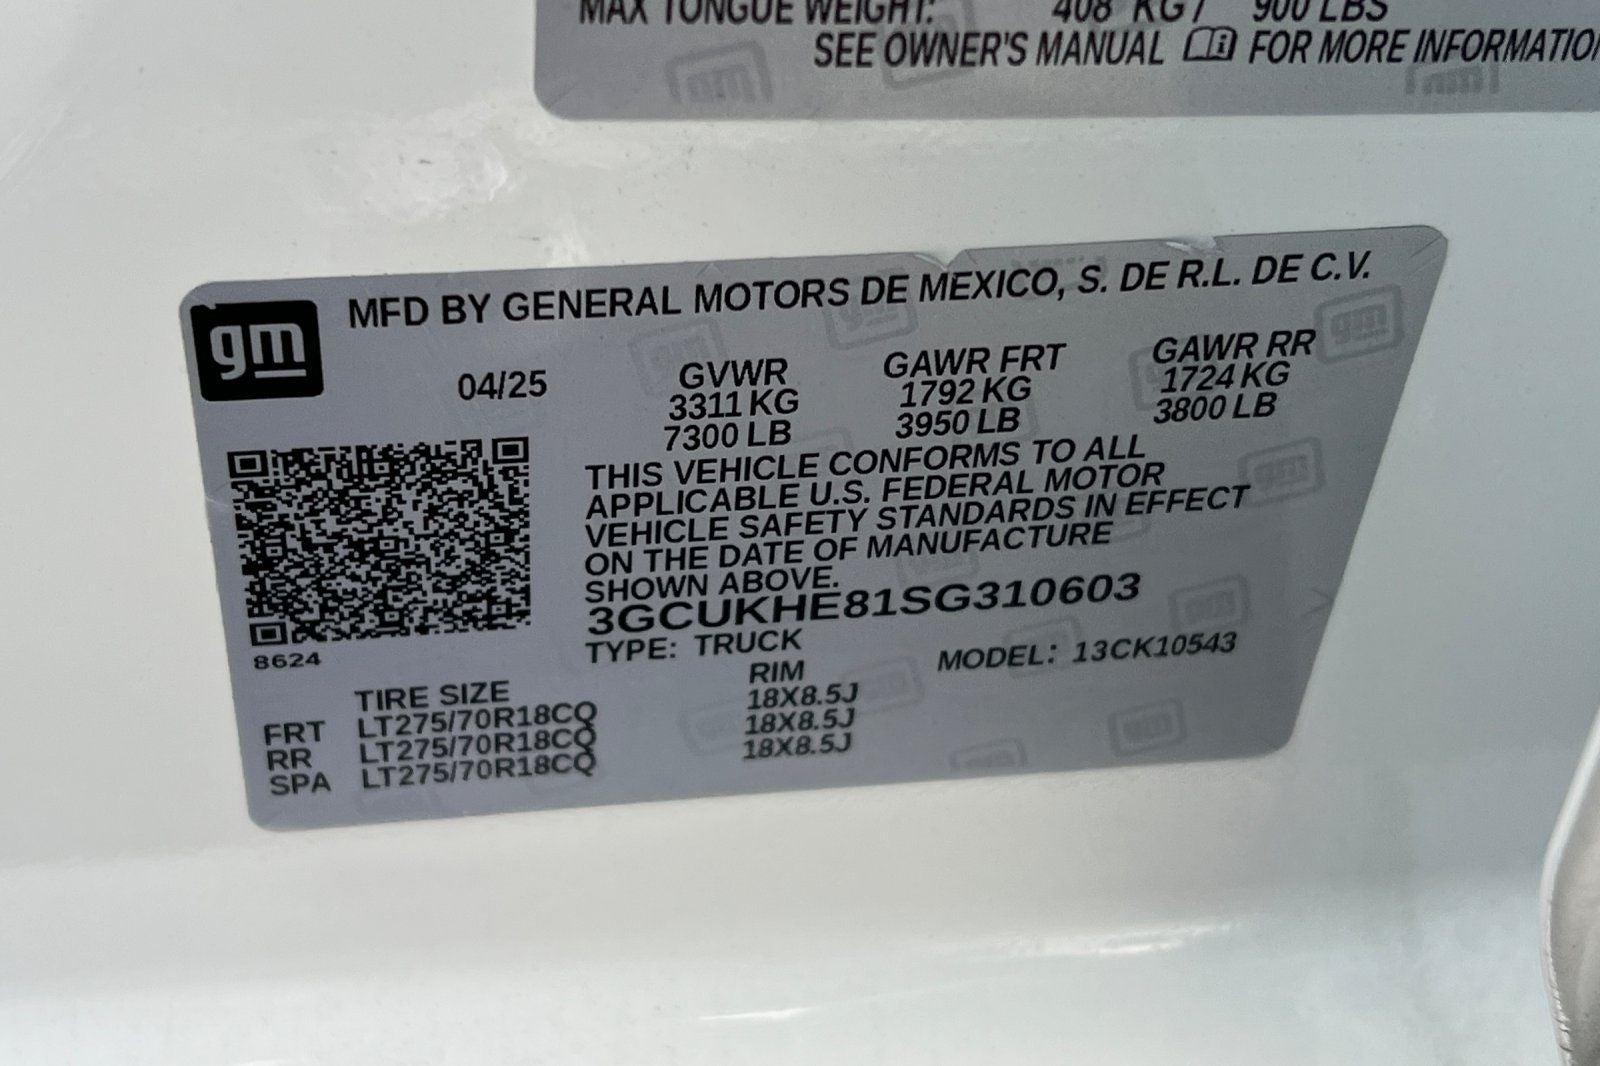 MAX TONGUE WEIGHT: 408 KG / 900 LBS
SEE OWNER'S MANUAL FOR MORE INFORMATION
gm
MFD BY GENERAL MOTORS DE MEXICO, S. DE R.L. DE C.V.
04/25
GVWR GAWR FRT GAWR RR
3311 KG 1792 KG 1724 KG
7300 LB 3950 LB 3800 LB
THIS VEHICLE CONFORMS TO ALL
APPLICABLE U.S. FEDERAL MOTOR
VEHICLE SAFETY STANDARDS IN EFFECT
ON THE DATE OF MANUFACTURE
SHOWN ABOVE.
3GCUKHE81SG310603
8624
TYPE: TRUCK MODEL: 13CK10543
TIRE SIZE RIM
FRT LT275/70R18CQ 18X8.5J
RR LT275/70R18CQ 18X8.5J
SPA LT275/70R18CQ 18X8.5J